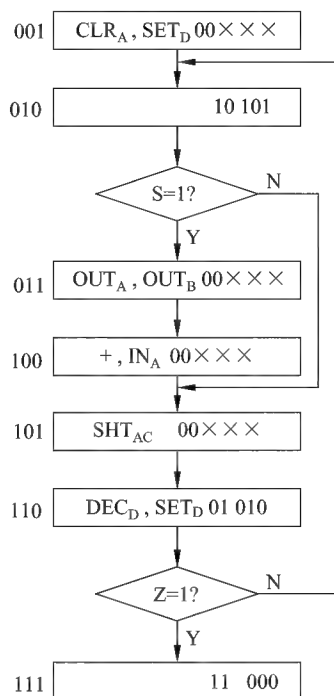 001 CLR_A , SET_D 00×××
010 10 101
S=1? N
Y
011 OUT_A , OUT_B 00×××
100 + , IN_A 00×××
101 SHT_AC 00×××
110 DEC_D , SET_D 01 010
Z=1? N
Y
111 11 000